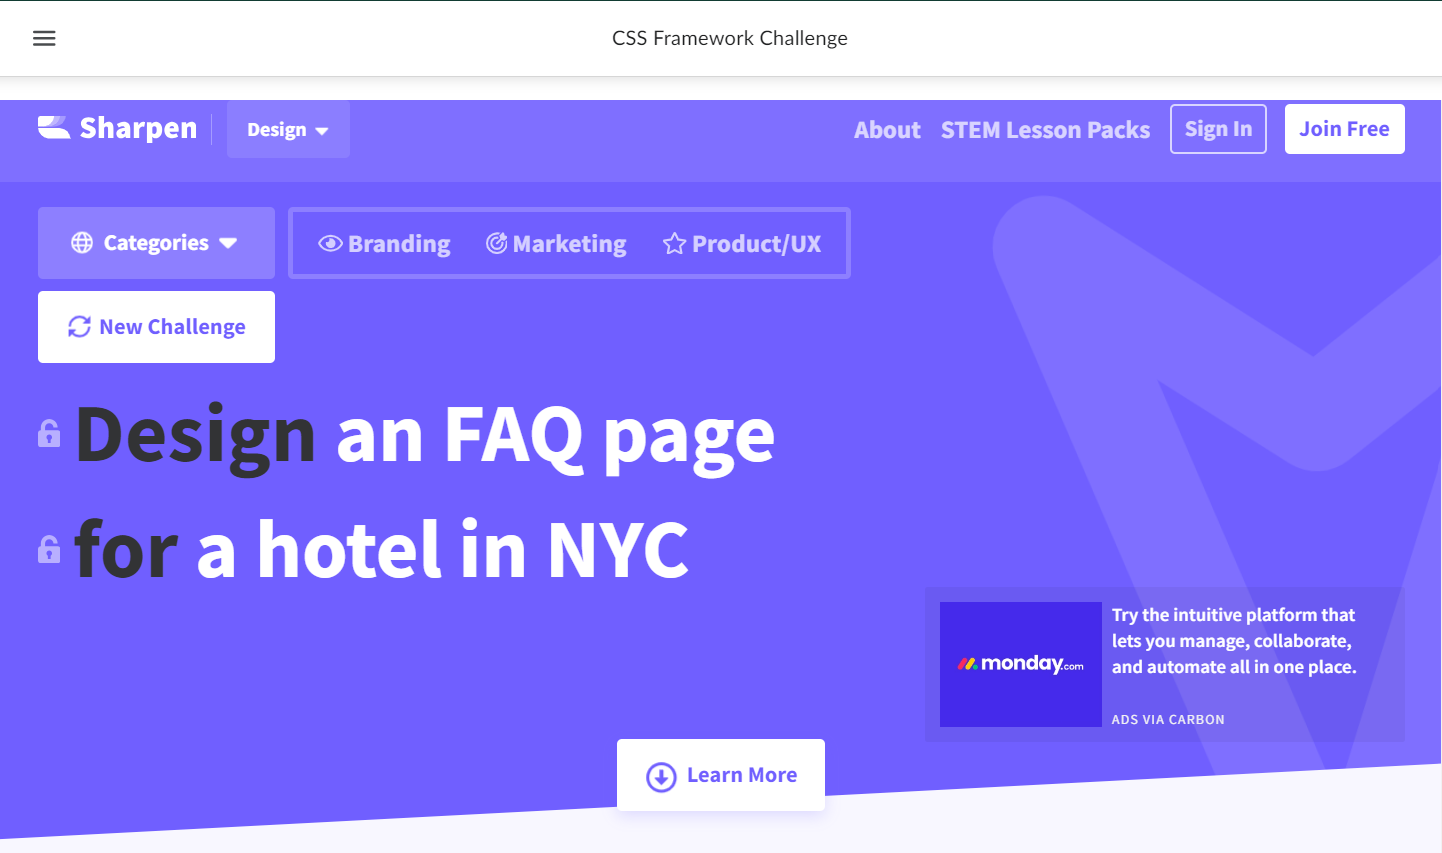 CSS Framework Challenge
Sharpen
Design
About
STEM Lesson Packs
Sign In
Join Free
Categories
Branding
Marketing
Product/UX
New Challenge
Design an FAQ page
for a hotel in NYC
monday.com
Try the intuitive platform that
lets you manage, collaborate,
and automate all in one place.
ADS VIA CARBON
Learn More